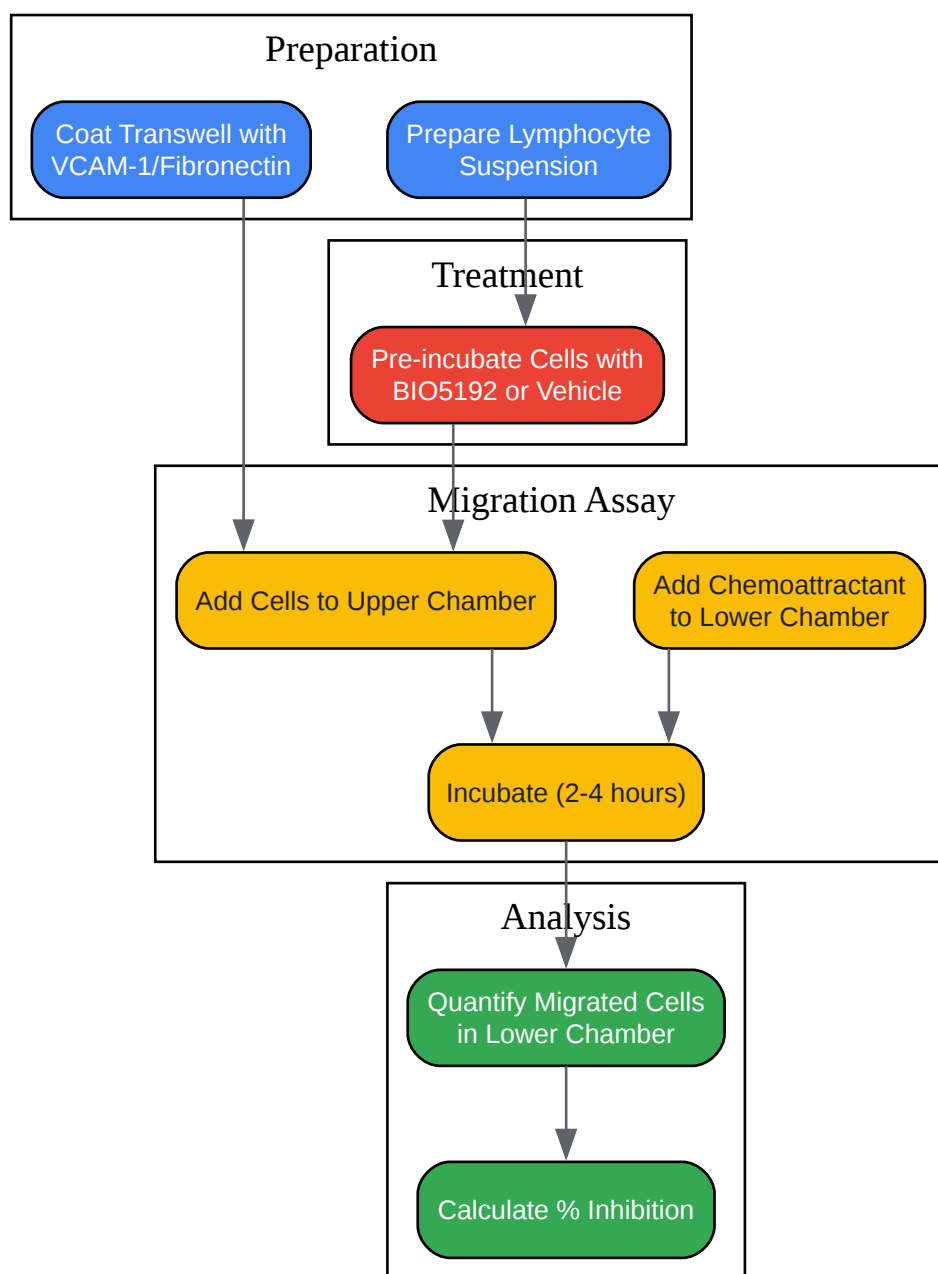 Preparation
Coat Transwell with
VCAM-1/Fibronectin
Prepare Lymphocyte
Suspension
Treatment
Pre-incubate Cells with
BIO5192 or Vehicle
Migration Assay
Add Cells to Upper Chamber
Add Chemoattractant
to Lower Chamber
Incubate (2-4 hours)
Analysis
Quantify Migrated Cells
in Lower Chamber
Calculate % Inhibition